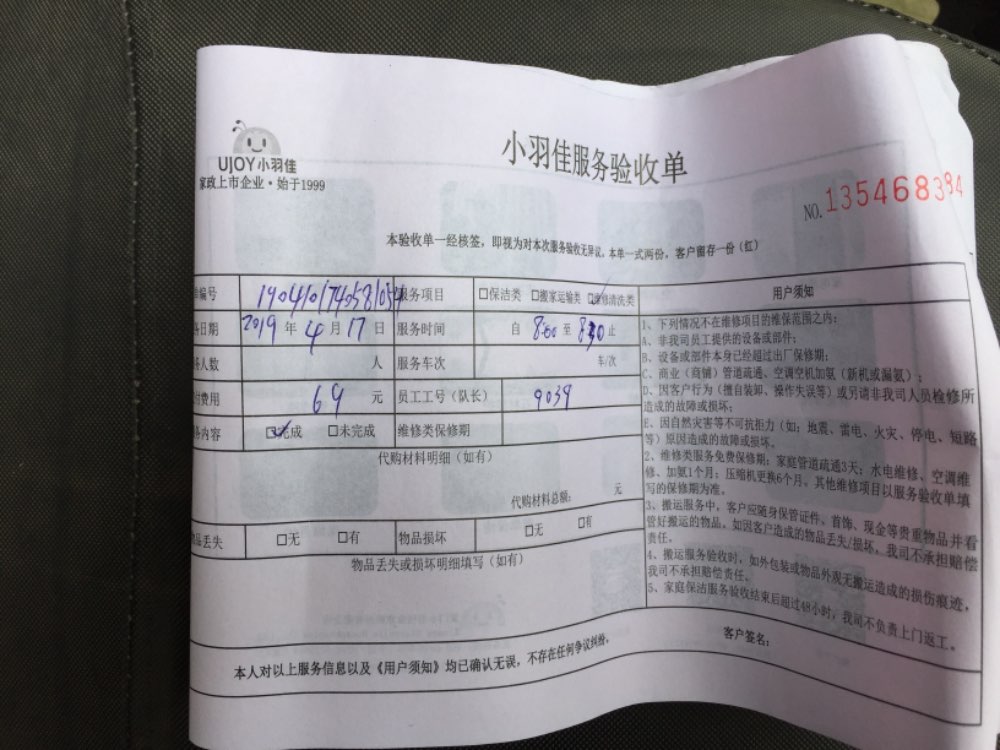 UJOY小羽佳
家政上市企业·始于1999
小羽佳服务验收单
NO.135468394
本验收单一经核签,即视为对本次服务验收无异议,本单一式两份,客户留存一份(红)
编号
服务项目 □保洁类 □搬家运输类 ☑维修清洗类
用户须知
日期 2019年4月17日 服务时间 自8:00至8:30止
人数 人 服务车次 车/次
费用 69元 员工工号(队长) 9039
内容 ☑完成 □未完成 维修类保修期
代购材料明细(如有)
代购材料总额: 元
品丢失 □无 □有 物品损坏 □无 □有
物品丢失或损坏明细填写(如有)
1、下列情况不在维修项目的维保范围之内:
A、非我司员工提供的设备或部件;
B、设备或部件本身已经超过出厂保修期;
C、商业(商铺)管道疏通、空调空机加氨(新机或漏氨);
D、因客户行为(擅自装卸、操作失误等)或另请非我司人员检修所
造成的故障或损坏;
E、因自然灾害等不可抗拒力(如:地震、雷电、火灾、停电、短路
等)原因造成的故障或损坏。
2、维修类服务免费保修期:家庭管道疏通3天;水电维修、空调维
修、加氨1个月;压缩机更换6个月。其他维修项目以服务验收单填
写的保修期为准。
3、搬运服务中,客户应随身保管证件、首饰、现金等贵重物品并看
管好搬运的物品。如因客户造成的物品丢失/损坏,我司不承担赔偿
责任。
4、搬运服务验收时,如外包装或物品外观无搬运造成的损伤痕迹,
我司不承担赔偿责任。
5、家庭保洁服务验收结束后超过48小时,我司不负责上门返工。
客户签名:
本人对以上服务信息以及《用户须知》均已确认无误,不存在任何争议纠纷。